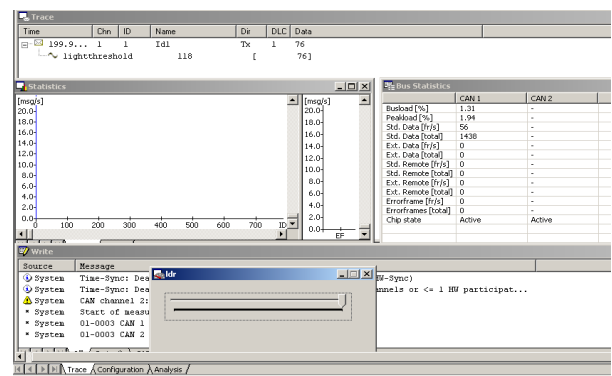 Trace
Time Chn ID Name Dir DLC Data
199.9... 1 1 Idl Tx 1 76
lightthreshold 118 [ 76]
Statistics
[msg/s]
20.0
18.0
16.0
14.0
12.0
10.0
8.0
6.0
4.0
2.0
0.0
0 100 200 300 400 500 600 700 ID
[msg/s]
20.0
18.0
16.0
14.0
12.0
10.0
8.0
6.0
4.0
2.0
0.0
EF
Bus Statistics
CAN 1 CAN 2
Busload [%] 1.31 -
Peakload [%] 1.94 -
Std. Data [fr/s] 56 -
Std. Data [total] 1438 -
Ext. Data [fr/s] 0 -
Ext. Data [total] 0 -
Std. Remote [fr/s] 0 -
Std. Remote [total] 0 -
Ext. Remote [fr/s] 0 -
Ext. Remote [total] 0 -
Errorframe [fr/s] 0 -
Errorframes [total] 0 -
Chip state Active Active
Write
Source Message
System Time-Sync: Dea HW-Sync)
System Time-Sync: Dea annels or <= 1 HW participat...
System CAN channel 2:
System Start of measu
System 01-0003 CAN 1
System 01-0003 CAN 2
ldr
Trace Configuration Analysis